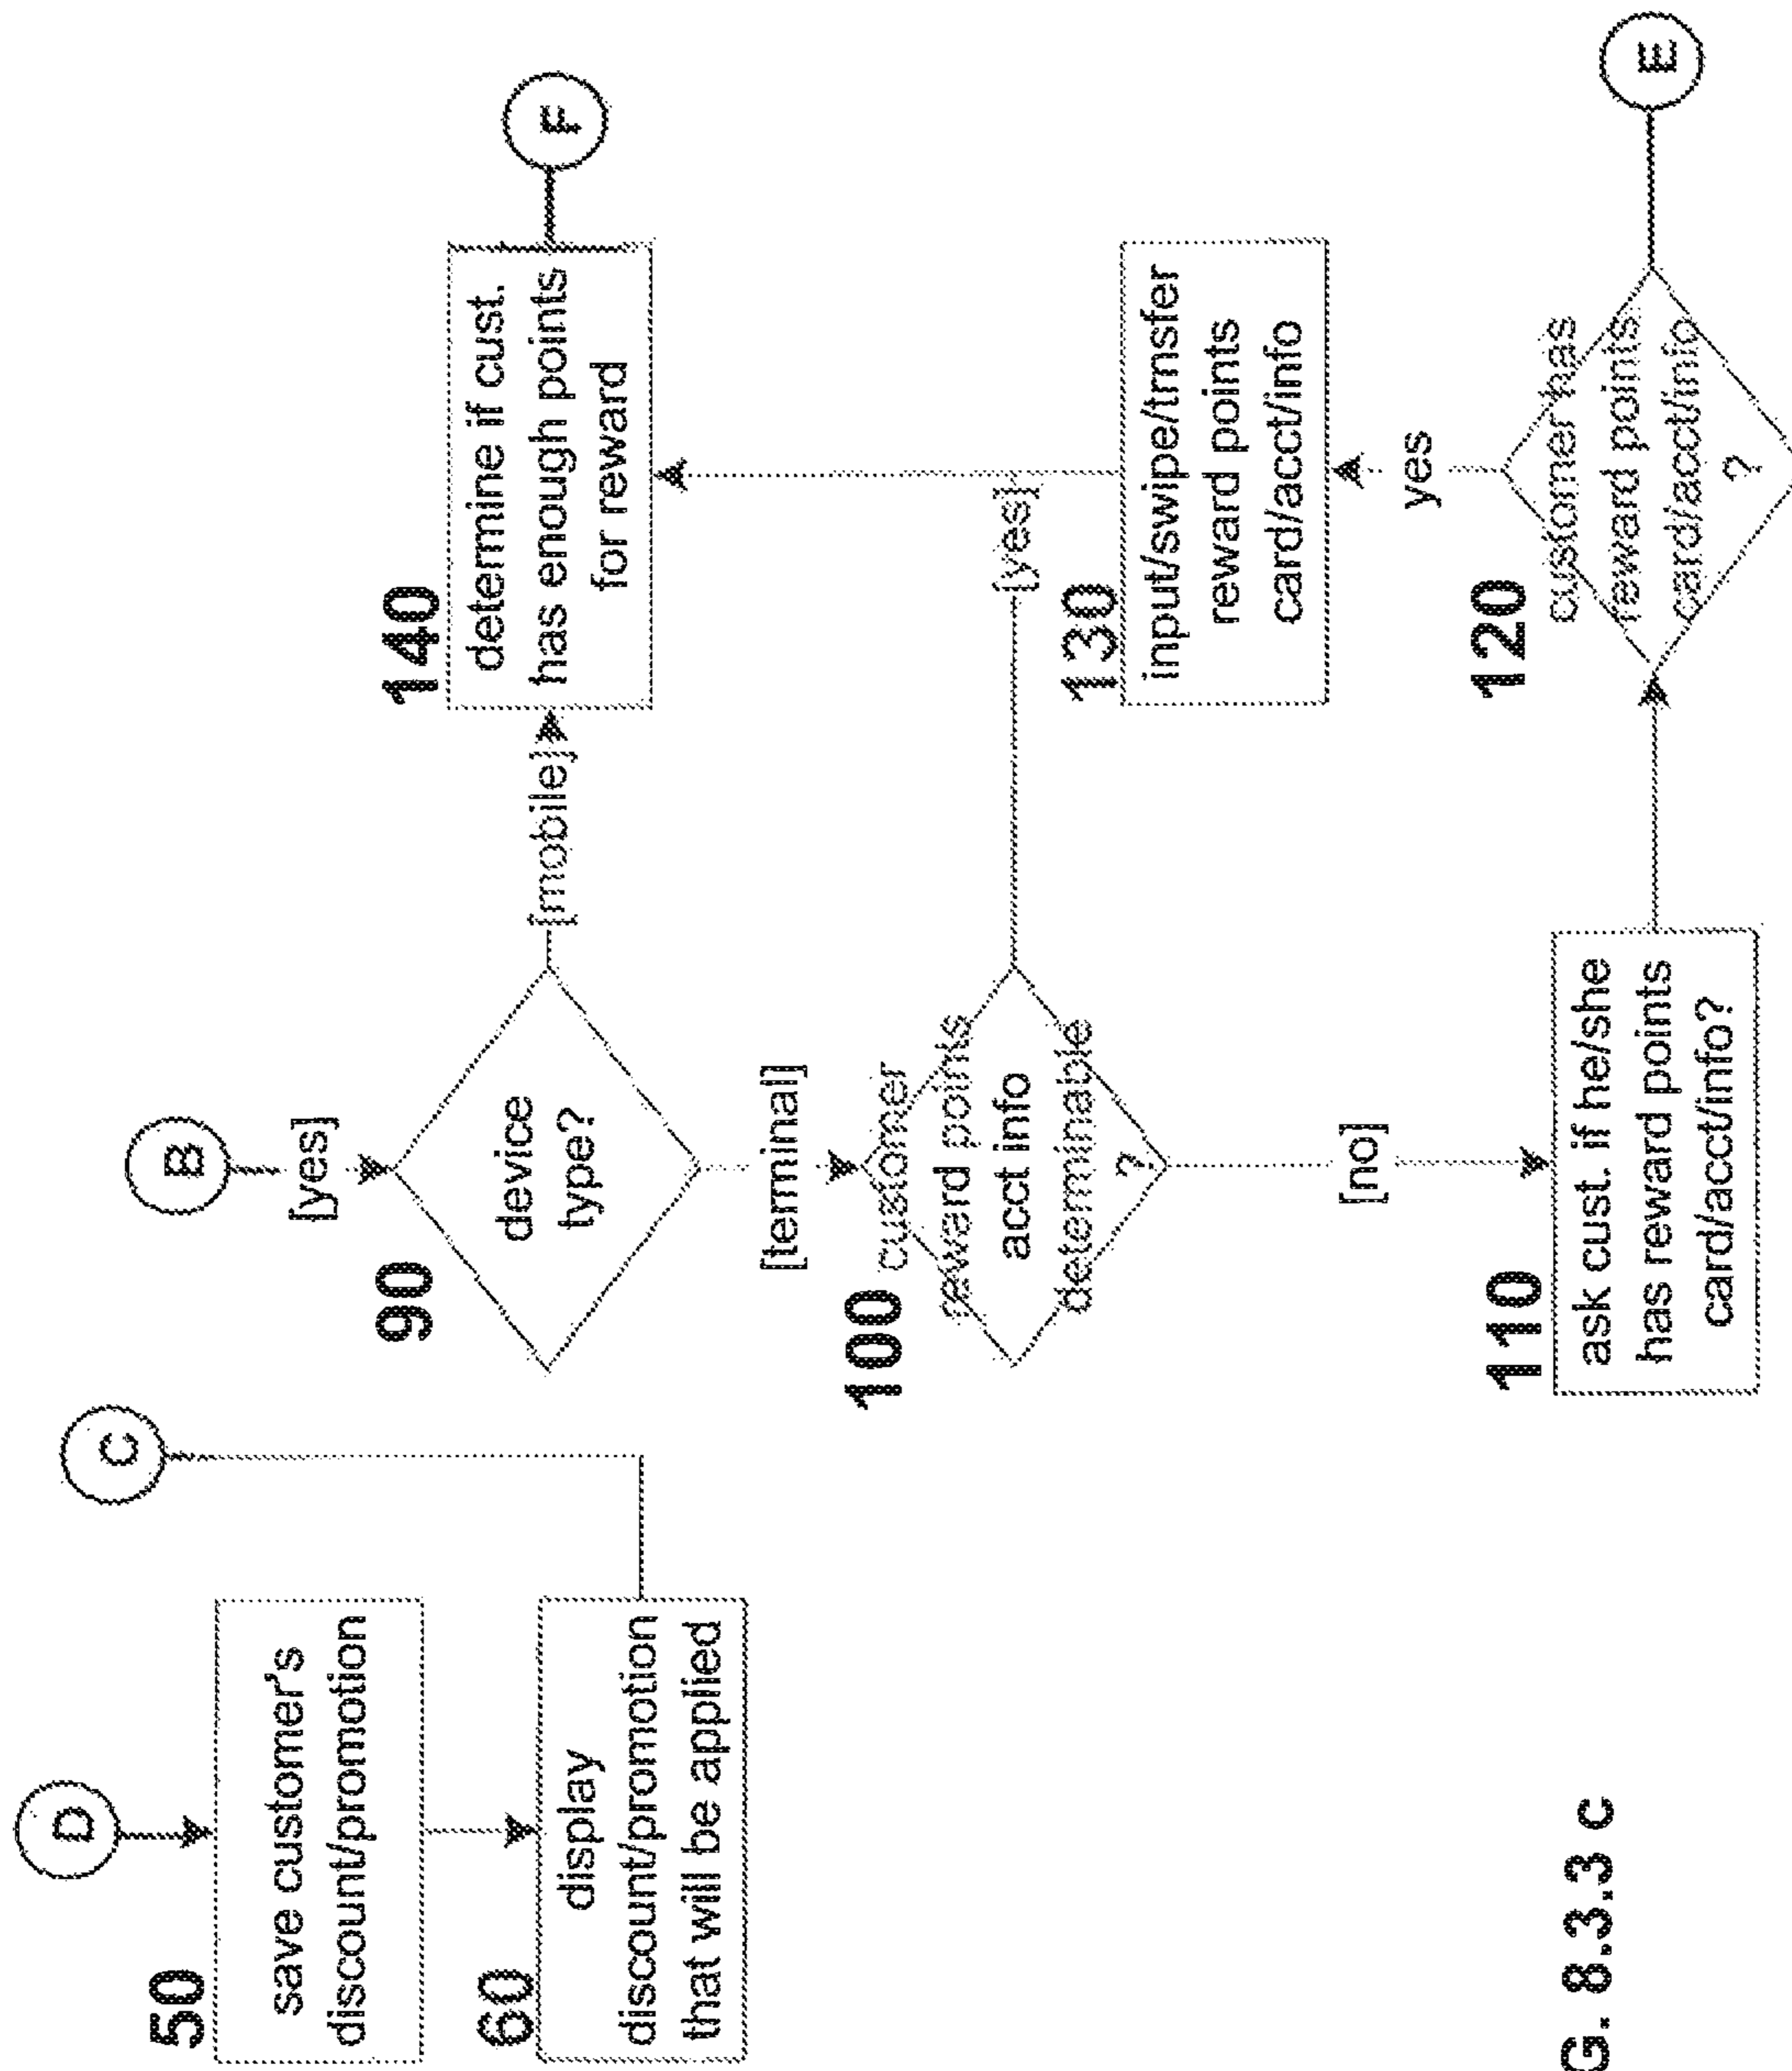 D
50
save customer's
discount/promotion
60
display
discount/promotion
that will be applied
C
B
[yes]
90
device
type?
[mobile]
140
determine if cust.
has enough points
for reward
F
[terminal]
100
customer
reward points
acct info
determinable
?
[yes]
[no]
110
ask cust. if he/she
has reward points
card/acct/info?
120
customer has
reward points
card/acct/info
?
yes
130
input/swipe/trnsfer
reward points
card/acct/info
E
G. 8.3.3 c